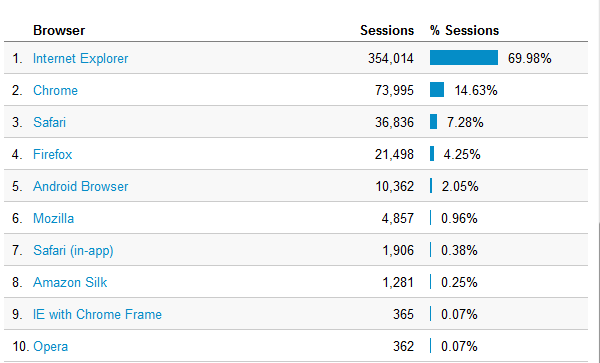 Browser Sessions % Sessions
1. Internet Explorer 354,014 69.98%
2. Chrome 73,995 14.63%
3. Safari 36,836 7.28%
4. Firefox 21,498 4.25%
5. Android Browser 10,362 2.05%
6. Mozilla 4,857 0.96%
7. Safari (in-app) 1,906 0.38%
8. Amazon Silk 1,281 0.25%
9. IE with Chrome Frame 365 0.07%
10. Opera 362 0.07%